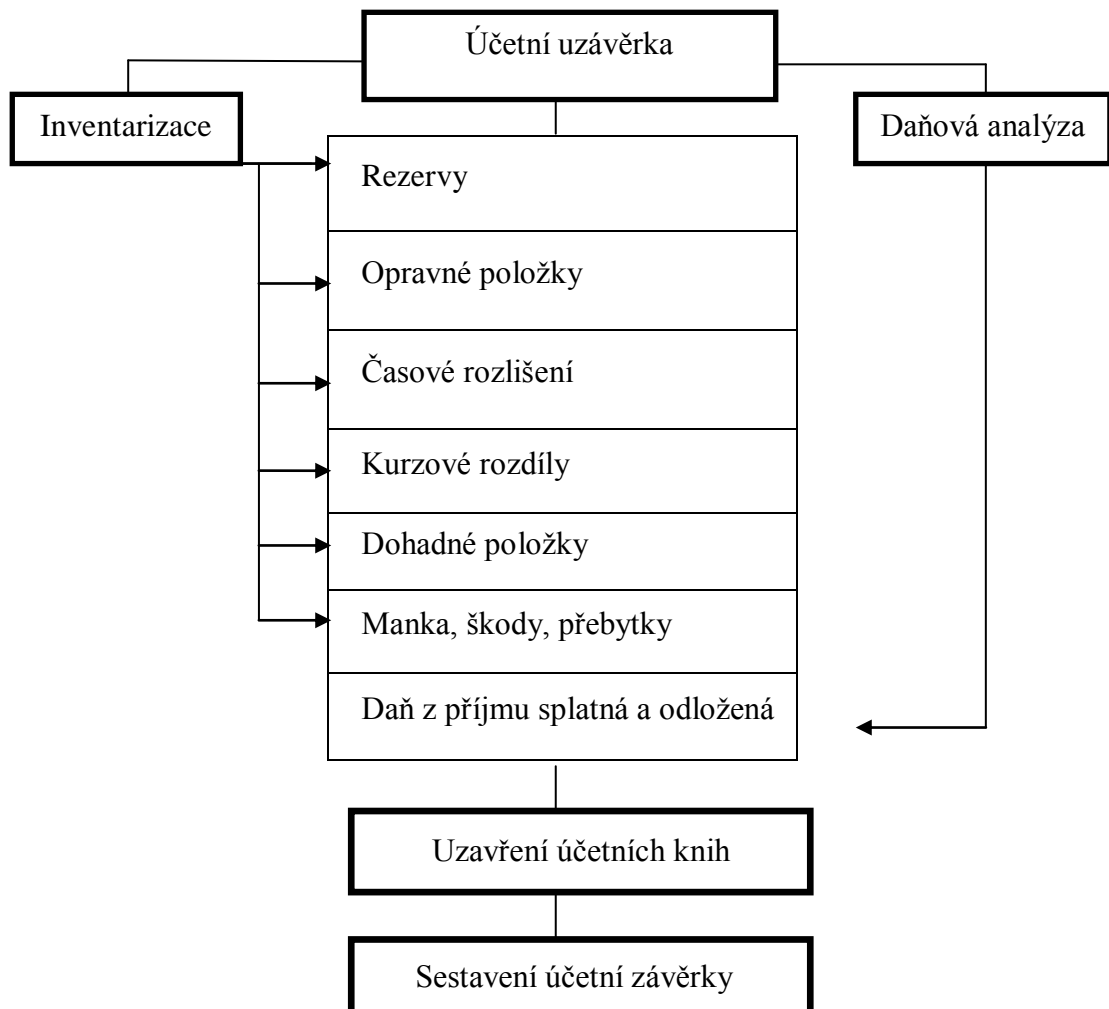 Účetní uzávěrka
Inventarizace
Daňová analýza
Rezervy
Opravné položky
Časové rozlišení
Kurzové rozdíly
Dohadné položky
Manka, škody, přebytky
Daň z příjmu splatná a odložená
Uzavření účetních knih
Sestavení účetní závěrky